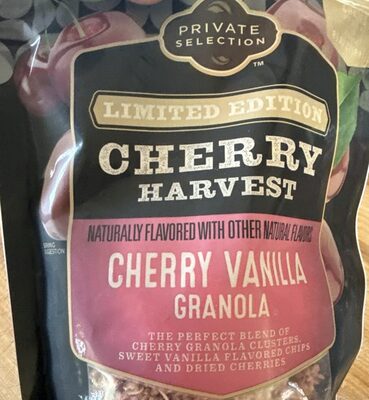 PRIVATE
SELECTION
™
LIMITED EDITION
CHERRY
HARVEST
NATURALLY FLAVORED WITH OTHER NATURAL FLAVORS
CHERRY VANILLA
GRANOLA
THE PERFECT BLEND OF
CHERRY GRANOLA CLUSTERS,
SWEET VANILLA FLAVORED CHIPS
AND DRIED CHERRIES